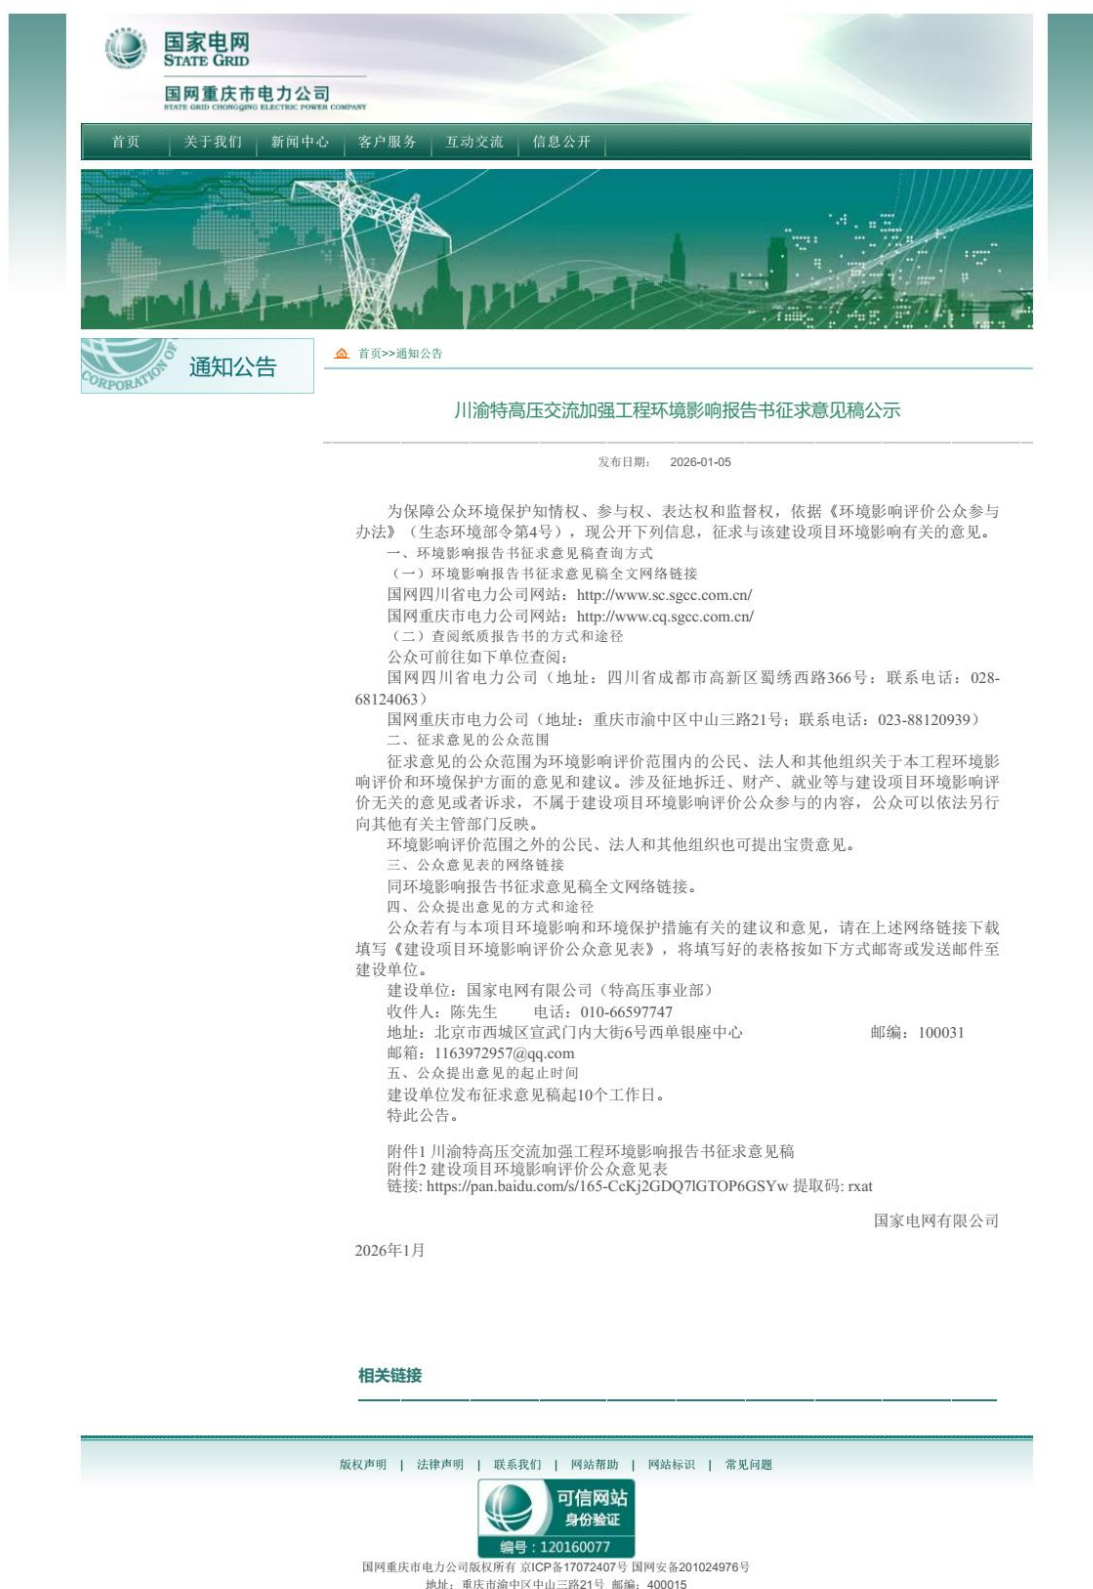 国家电网
STATE GRID
国网重庆市电力公司
STATE GRID CHONGQING ELECTRIC POWER COMPANY
首页 关于我们 新闻中心 客户服务 互动交流 信息公开
CORPORATION OF
通知公告
首页>>通知公告
川渝特高压交流加强工程环境影响报告书征求意见稿公示
发布日期： 2026-01-05
为保障公众环境保护知情权、参与权、表达权和监督权，依据《环境影响评价公众参与
办法》（生态环境部令第4号），现公开下列信息，征求与该建设项目环境影响有关的意见。
一、环境影响报告书征求意见稿查询方式
（一）环境影响报告书征求意见稿全文网络链接
国网四川省电力公司网站：http://www.sc.sgcc.com.cn/
国网重庆市电力公司网站：http://www.cq.sgcc.com.cn/
（二）查阅纸质报告书的方式和途径
公众可前往如下单位查阅：
国网四川省电力公司（地址：四川省成都市高新区蜀绣西路366号；联系电话：028-
68124063）
国网重庆市电力公司（地址：重庆市渝中区中山三路21号；联系电话：023-88120939）
二、征求意见的公众范围
征求意见的公众范围为环境影响评价范围内的公民、法人和其他组织关于本工程环境影
响评价和环境保护方面的意见和建议。涉及征地拆迁、财产、就业等与建设项目环境影响评
价无关的意见或者诉求，不属于建设项目环境影响评价公众参与的内容，公众可以依法另行
向其他有关主管部门反映。
环境影响评价范围之外的公民、法人和其他组织也可提出宝贵意见。
三、公众意见表的网络链接
同环境影响报告书征求意见稿全文网络链接。
四、公众提出意见的方式和途径
公众若有与本项目环境影响和环境保护措施有关的建议和意见，请在上述网络链接下载
填写《建设项目环境影响评价公众意见表》，将填写好的表格按如下方式邮寄或发送邮件至
建设单位。
建设单位：国家电网有限公司（特高压事业部）
收件人：陈先生 电话：010-66597747
地址：北京市西城区宣武门内大街6号西单银座中心 邮编：100031
邮箱：1163972957@qq.com
五、公众提出意见的起止时间
建设单位发布征求意见稿起10个工作日。
特此公告。
附件1 川渝特高压交流加强工程环境影响报告书征求意见稿
附件2 建设项目环境影响评价公众意见表
链接: https://pan.baidu.com/s/165-CcKj2GDQ7lGTOP6GSYw 提取码: rxat
国家电网有限公司
2026年1月
相关链接
版权声明 | 法律声明 | 联系我们 | 网站帮助 | 网站标识 | 常见问题
可信网站
身份验证
编号：120160077
国网重庆市电力公司版权所有 京ICP备17072407号 国网安备201024976号
地址：重庆市渝中区中山三路21号 邮编：400015